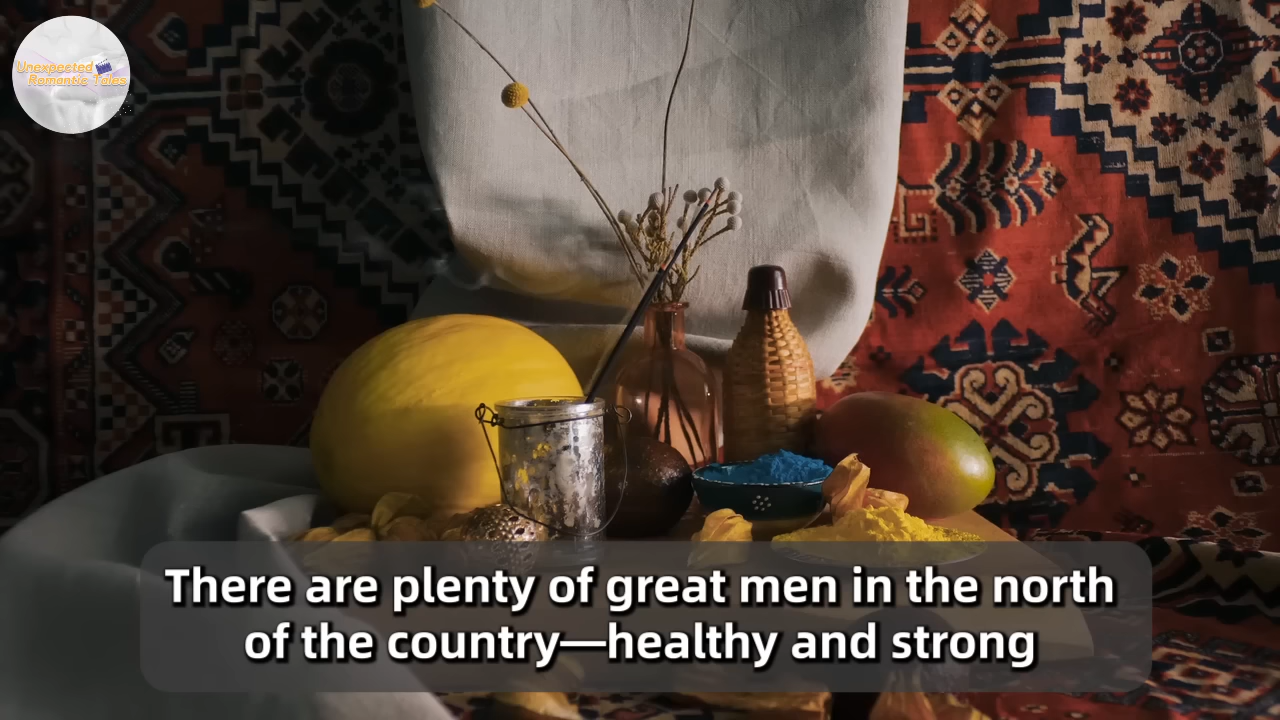 Unexpected
Romantic Tales
There are plenty of great men in the north
of the country—healthy and strong